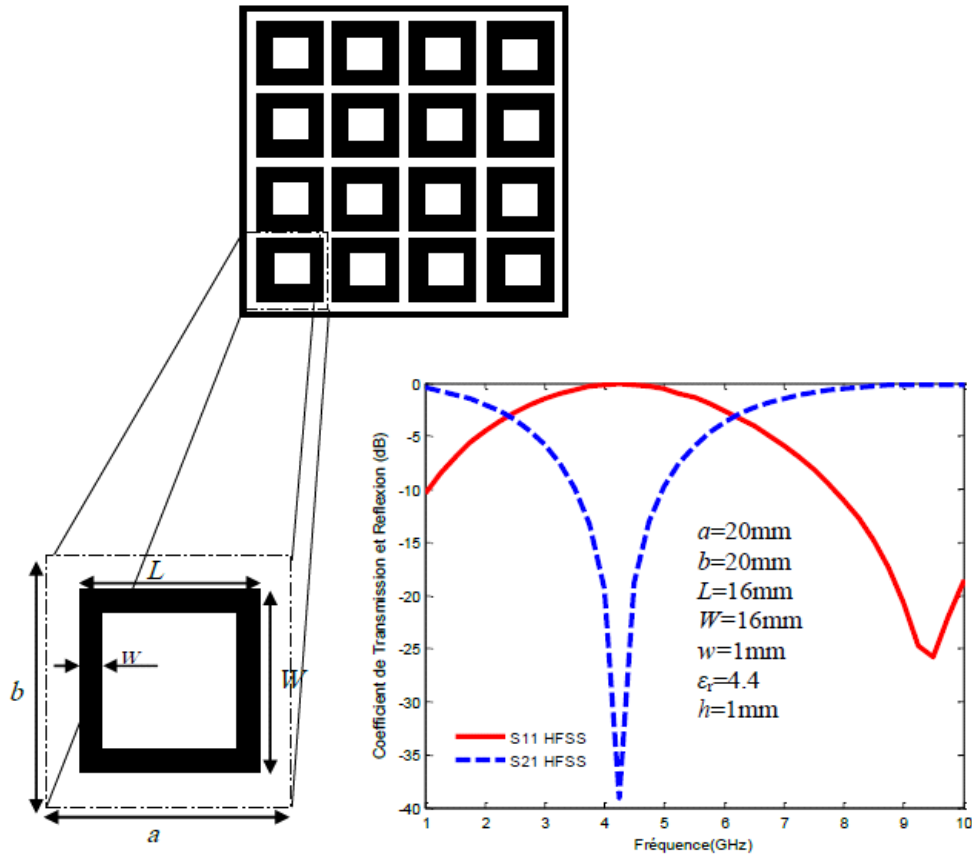 L
w
W
b
a
Coefficient de Transmission et Reflexion (dB)
0
-5
-10
-15
-20
-25
-30
-35
-40
a=20mm
b=20mm
L=16mm
W=16mm
w=1mm
εr=4.4
h=1mm
S11 HFSS
S21 HFSS
1 2 3 4 5 6 7 8 9 10
Fréquence(GHz)